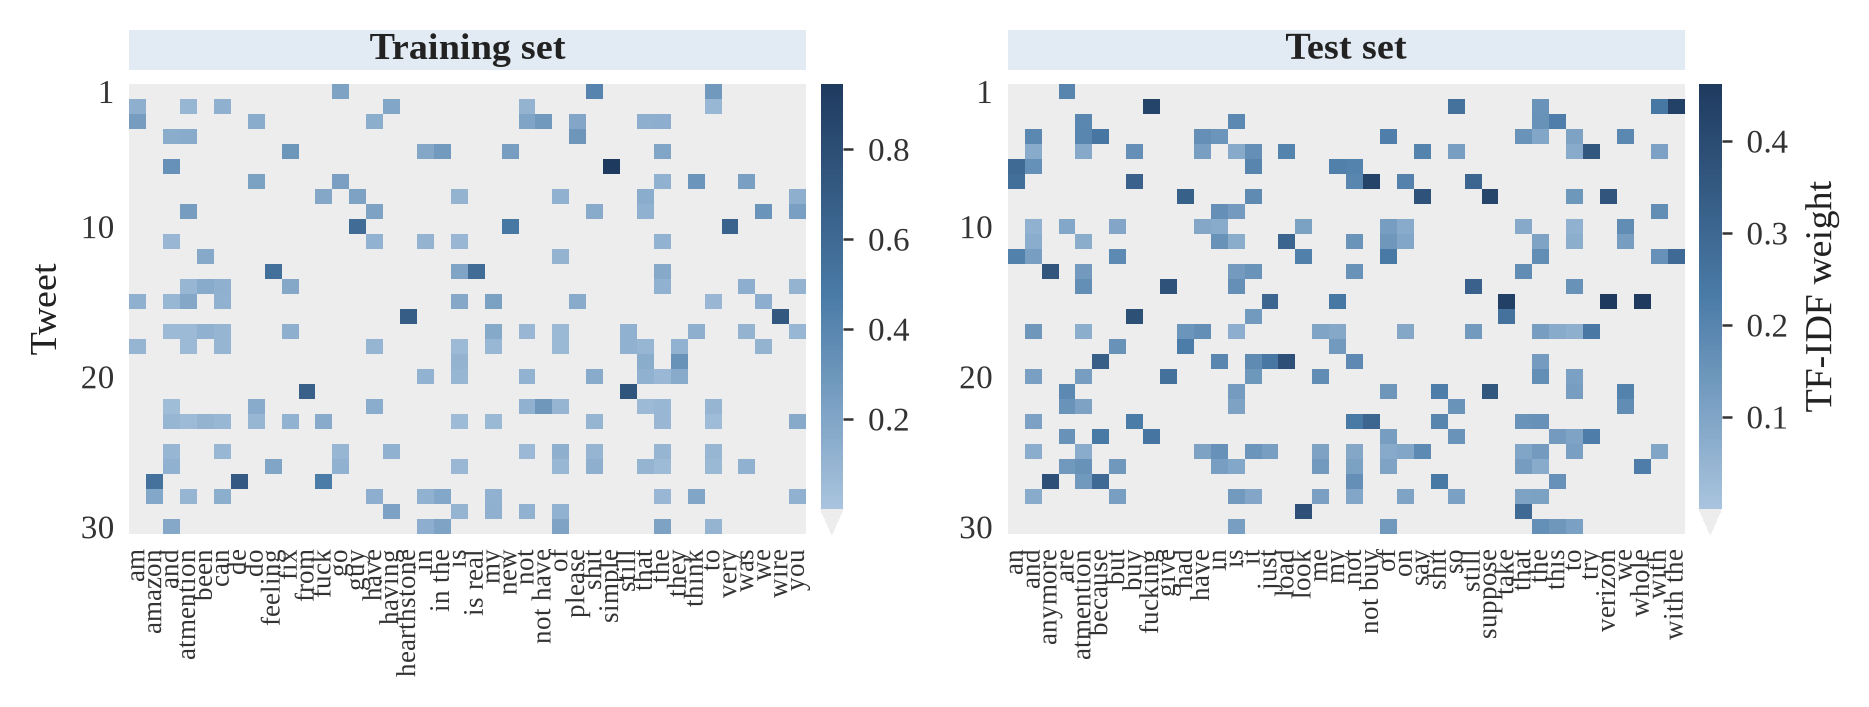 Training set
Test set
Tweet
1
10
20
30
0.8
0.6
0.4
0.2
am
amazon
and
atmention
been
can
de
do
feeling
fix
from
fuck
go
guy
have
having
hearthstone
in
in the
is
is real
my
new
not
not have
of
please
shit
simple
still
that
the
they
think
to
very
was
we
wire
you
1
10
20
30
0.4
0.3
0.2
0.1
TF-IDF weight
an
and
anymore
are
atmention
because
but
buy
fucking
give
had
have
in
is
it
just
load
look
me
my
not
not buy
of
on
say
shit
so
still
suppose
take
that
the
this
to
try
verizon
we
whole
with
with the